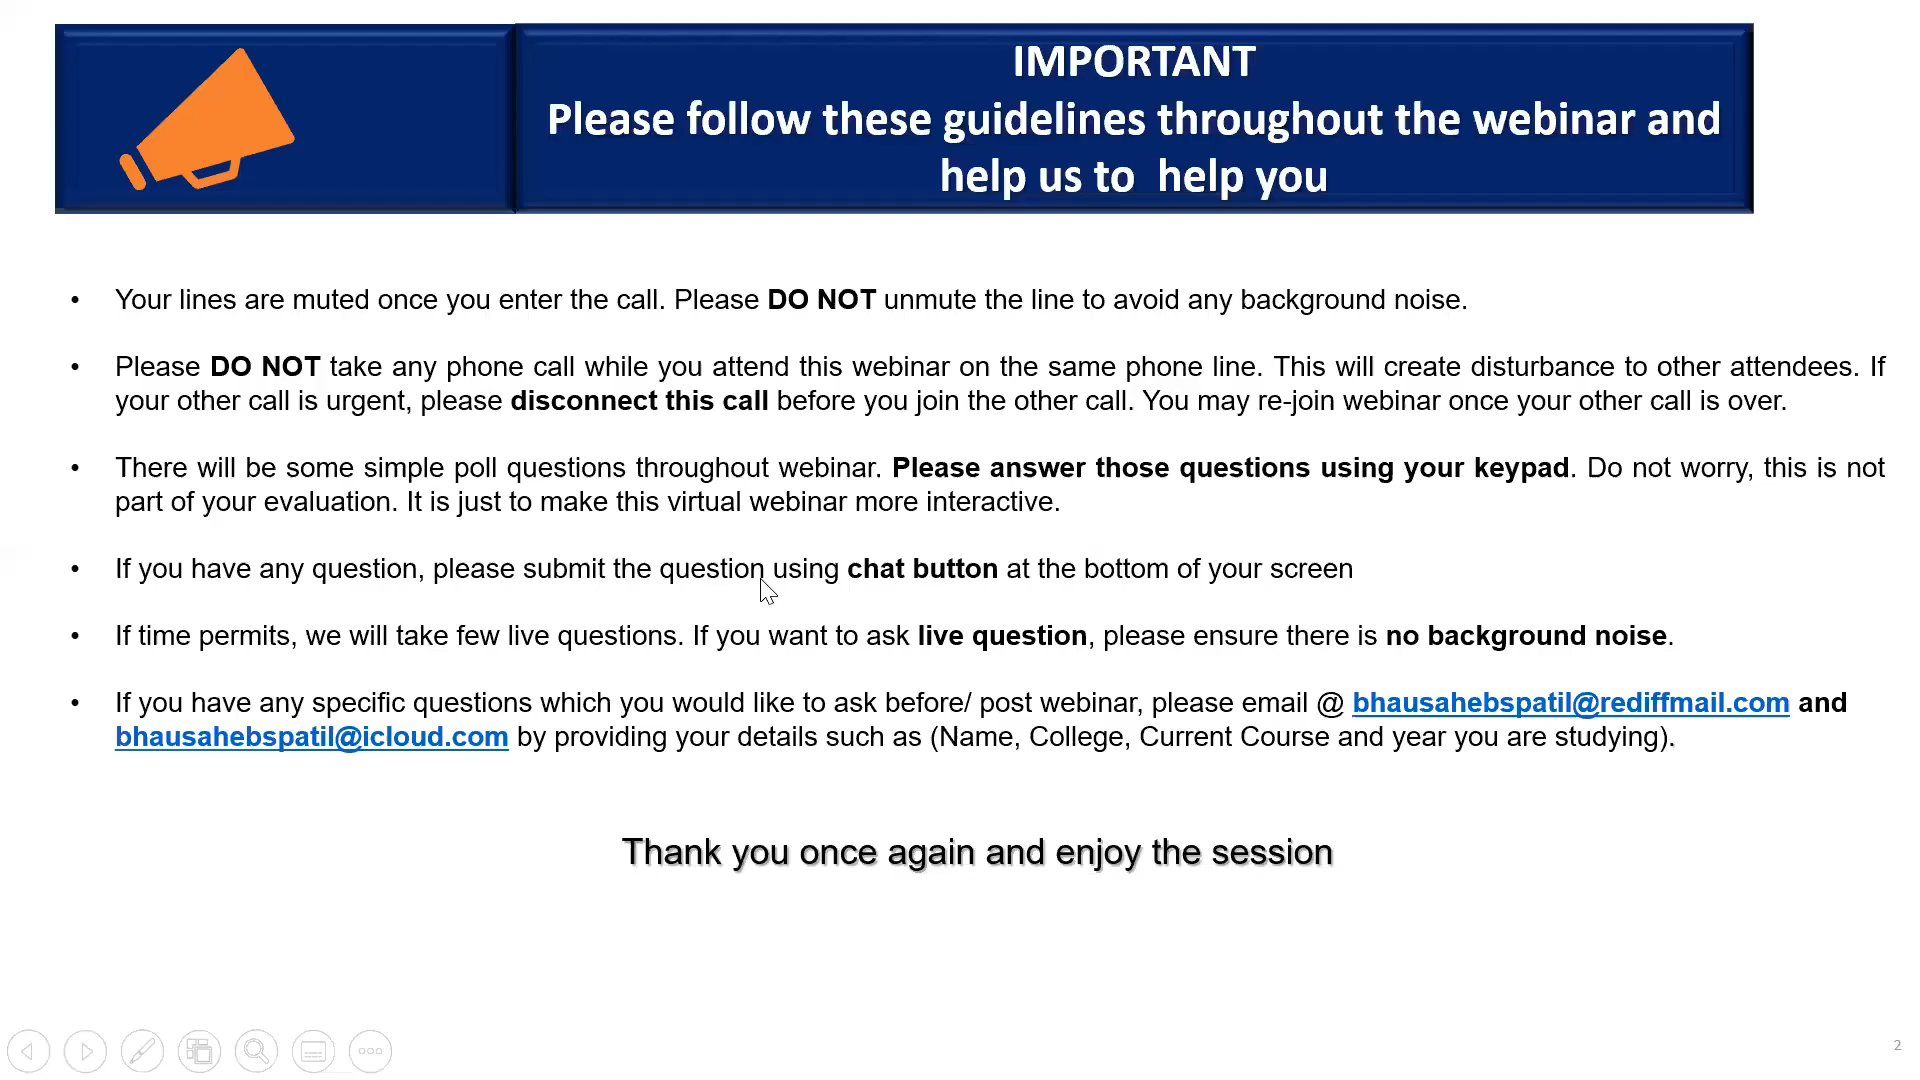 IMPORTANT
Please follow these guidelines throughout the webinar and
help us to help you
• Your lines are muted once you enter the call. Please DO NOT unmute the line to avoid any background noise.
• Please DO NOT take any phone call while you attend this webinar on the same phone line. This will create disturbance to other attendees. If
your other call is urgent, please disconnect this call before you join the other call. You may re-join webinar once your other call is over.
• There will be some simple poll questions throughout webinar. Please answer those questions using your keypad. Do not worry, this is not
part of your evaluation. It is just to make this virtual webinar more interactive.
• If you have any question, please submit the question using chat button at the bottom of your screen
• If time permits, we will take few live questions. If you want to ask live question, please ensure there is no background noise.
• If you have any specific questions which you would like to ask before/ post webinar, please email @ bhausahebspatil@rediffmail.com and
bhausahebspatil@icloud.com by providing your details such as (Name, College, Current Course and year you are studying).
Thank you once again and enjoy the session
2